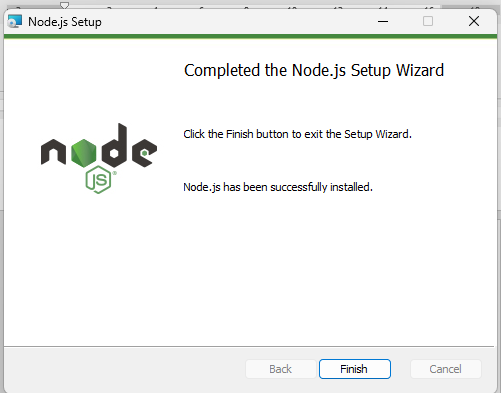 Node.js Setup
Completed the Node.js Setup Wizard
Click the Finish button to exit the Setup Wizard.
node
JS®
Node.js has been successfully installed.
Back Finish Cancel